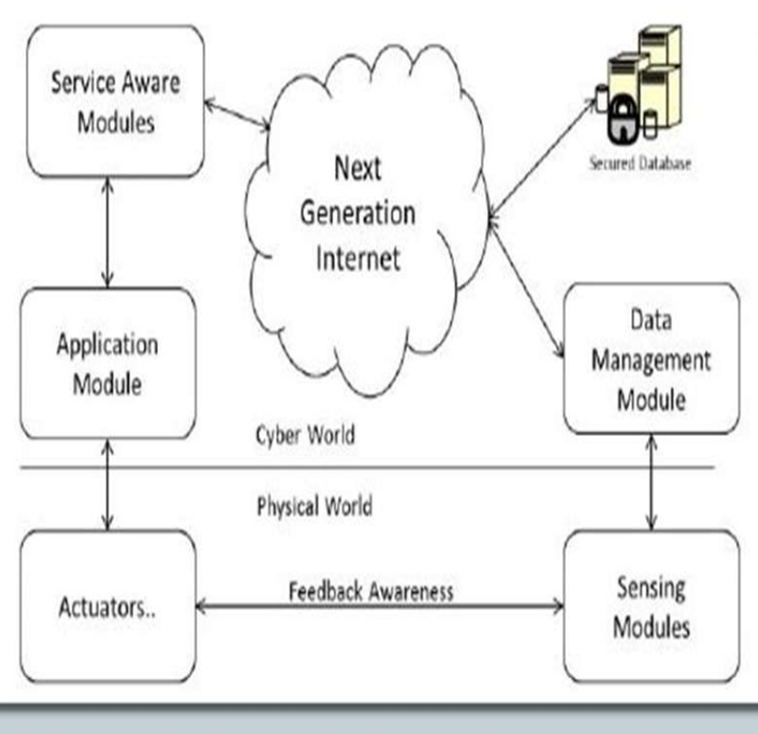 Service Aware
Modules
Next
Generation
Internet
Secured Database
Application
Module
Data
Management
Module
Cyber World
Physical World
Actuators..
Feedback Awareness
Sensing
Modules